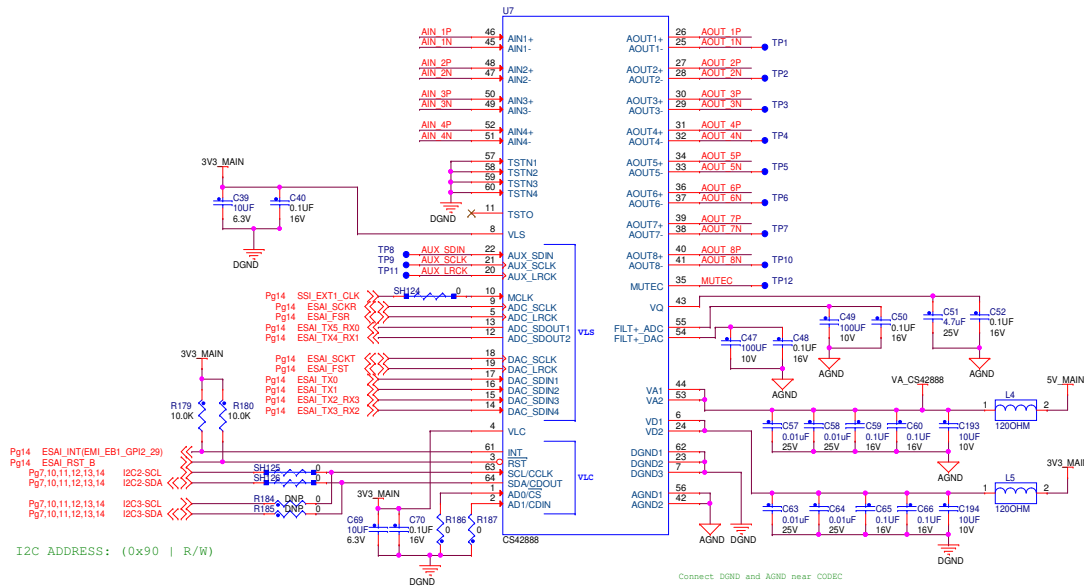 U7
AIN_1P 46 AIN1+ AOUT1+ 26 AOUT_1P
AIN_1N 45 AIN1- AOUT1- 25 AOUT_1N TP1
AIN_2P 48 AIN2+ AOUT2+ 27 AOUT_2P
AIN_2N 47 AIN2- AOUT2- 28 AOUT_2N TP2
AIN_3P 50 AIN3+ AOUT3+ 30 AOUT_3P
AIN_3N 49 AIN3- AOUT3- 29 AOUT_3N TP3
AIN_4P 52 AIN4+ AOUT4+ 31 AOUT_4P
AIN_4N 51 AIN4- AOUT4- 32 AOUT_4N TP4
57 TSTN1 AOUT5+ 34 AOUT_5P
58 TSTN2 AOUT5- 33 AOUT_5N TP5
59 TSTN3
60 TSTN4 AOUT6+ 36 AOUT_6P
AOUT6- 37 AOUT_6N TP6
DGND
11 TSTO AOUT7+ 39 AOUT_7P
AOUT7- 38 AOUT_7N TP7
3V3_MAIN
C39 10UF 6.3V
C40 0.1UF 16V
DGND
8 VLS
AOUT8+ 40 AOUT_8P
AOUT8- 41 AOUT_8N TP10
TP8 AUX_SDIN 22 AUX_SDIN
TP9 AUX_SCLK 21 AUX_SCLK
TP11 AUX_LRCK 20 AUX_LRCK
MUTEC 35 MUTEC TP12
Pg14 SSI_EXT1_CLK SH124 0 10 MCLK
Pg14 ESAI_SCKR 9 ADC_SCLK
Pg14 ESAI_FSR 5 ADC_LRCK
Pg14 ESAI_TX5_RX0 13 ADC_SDOUT1
Pg14 ESAI_TX4_RX1 12 ADC_SDOUT2
VLS
VQ 43
FILT+_ADC 55
FILT+_DAC 54
C47 100UF 10V
C48 0.1UF 16V
AGND
C49 100UF 10V
C50 0.1UF 16V
AGND
C51 4.7uF 25V
C52 0.1UF 16V
AGND
Pg14 ESAI_SCKT 18 DAC_SCLK
Pg14 ESAI_FST 19 DAC_LRCK
Pg14 ESAI_TX0 17 DAC_SDIN1
Pg14 ESAI_TX1 16 DAC_SDIN2
Pg14 ESAI_TX2_RX3 15 DAC_SDIN3
Pg14 ESAI_TX3_RX2 14 DAC_SDIN4
3V3_MAIN
R179 10.0K
R180 10.0K
VA1 44
VA2 53
VA_CS42888
5V_MAIN
1 L4 2
120OHM
C57 0.01uF 25V
C58 0.01uF 25V
C59 0.1UF 16V
C60 0.1UF 16V
C193 10UF 10V
AGND
4 VLC
VD1 6
VD2 24
Pg14 ESAI_INT(EMI_EB1_GPI2_29) 61 INT
Pg14 ESAI_RST_B 3 RST
Pg7,10,11,12,13,14 I2C2-SCL SH125 0 63 SCL/CCLK
Pg7,10,11,12,13,14 I2C2-SDA SH126 0 64 SDA/CDOUT
Pg7,10,11,12,13,14 I2C3-SCL R184 DNP 0 1 AD0/CS
Pg7,10,11,12,13,14 I2C3-SDA R185 DNP 0 2 AD1/CDIN
VLC
DGND1 62
DGND2 23
DGND3 7
AGND1 56
AGND2 42
AGND
DGND
3V3_MAIN
1 L5 2
120OHM
C63 0.01uF 25V
C64 0.01uF 25V
C65 0.1UF 16V
C66 0.1UF 16V
C194 10UF 10V
DGND
3V3_MAIN
C69 10UF 6.3V
C70 0.1UF 16V
R186 0
R187 0
DGND
CS42888
I2C ADDRESS: (0x90 | R/W)
Connect DGND and AGND near CODEC